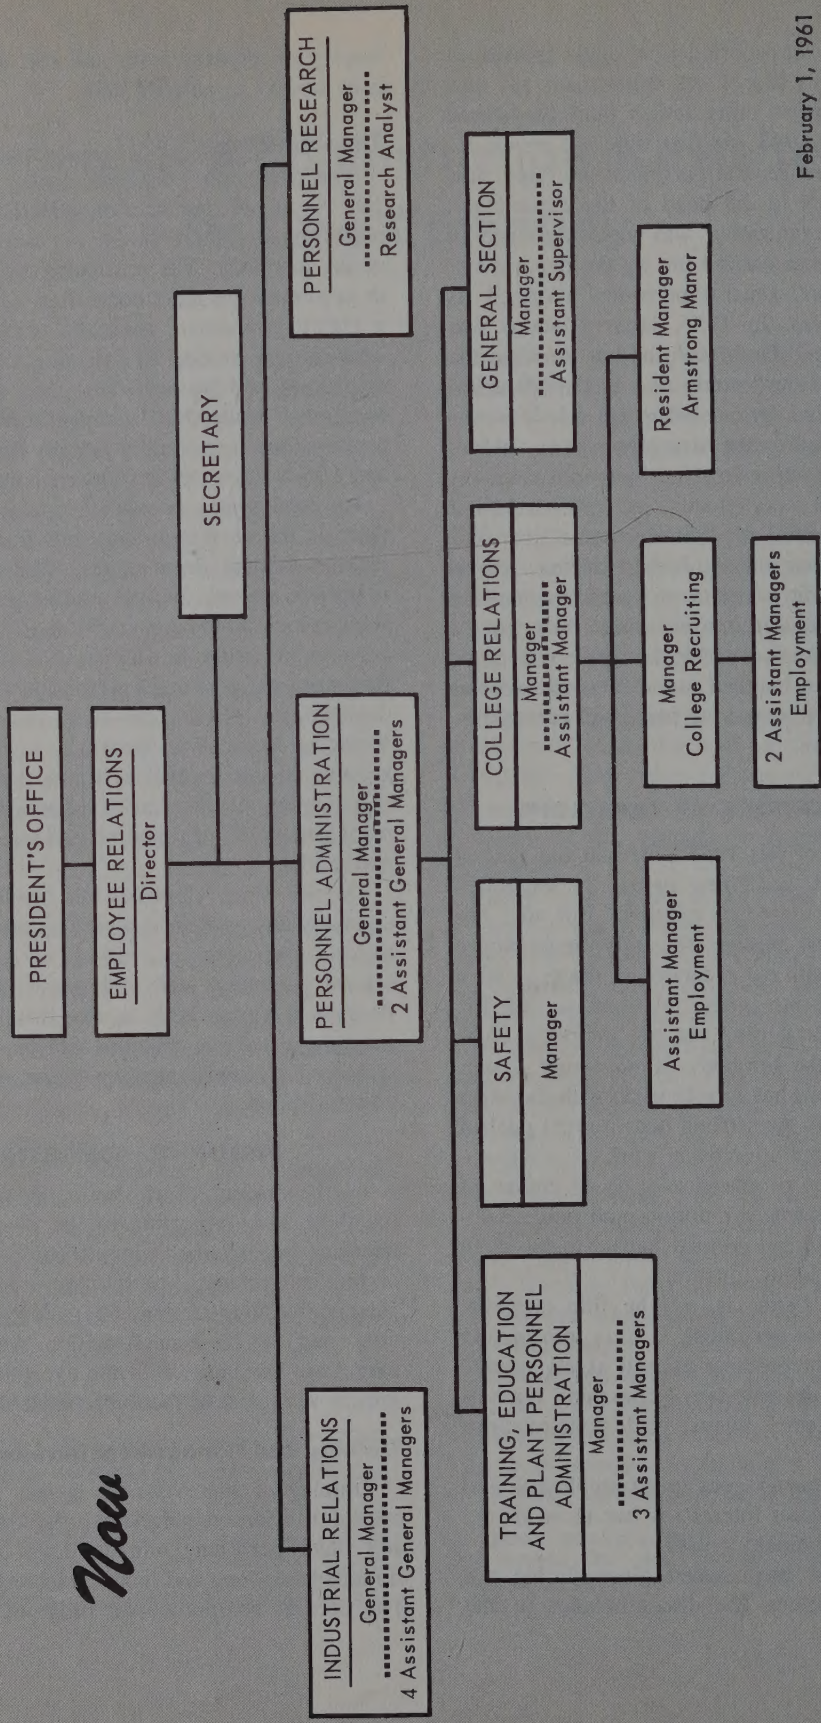 Now
PRESIDENT'S OFFICE
EMPLOYEE RELATIONS
Director
SECRETARY
INDUSTRIAL RELATIONS
General Manager
4 Assistant General Managers
PERSONNEL ADMINISTRATION
General Manager
2 Assistant General Managers
PERSONNEL RESEARCH
General Manager
Research Analyst
TRAINING, EDUCATION
AND PLANT PERSONNEL
ADMINISTRATION
Manager
3 Assistant Managers
SAFETY
Manager
COLLEGE RELATIONS
Manager
Assistant Manager
GENERAL SECTION
Manager
Assistant Supervisor
Assistant Manager
Employment
Manager
College Recruiting
Resident Manager
Armstrong Manor
2 Assistant Managers
Employment
February 1, 1961